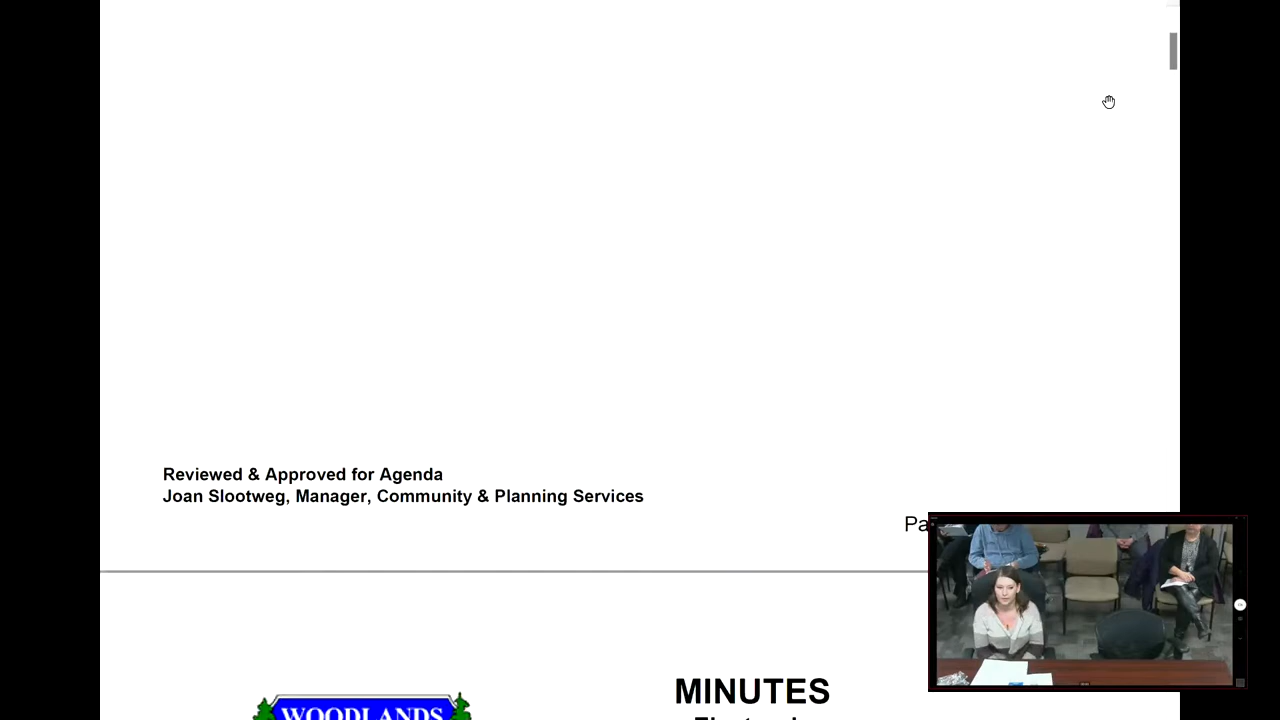 Reviewed & Approved for Agenda
Joan Slootweg, Manager, Community & Planning Services
MINUTES
WOODLANDS